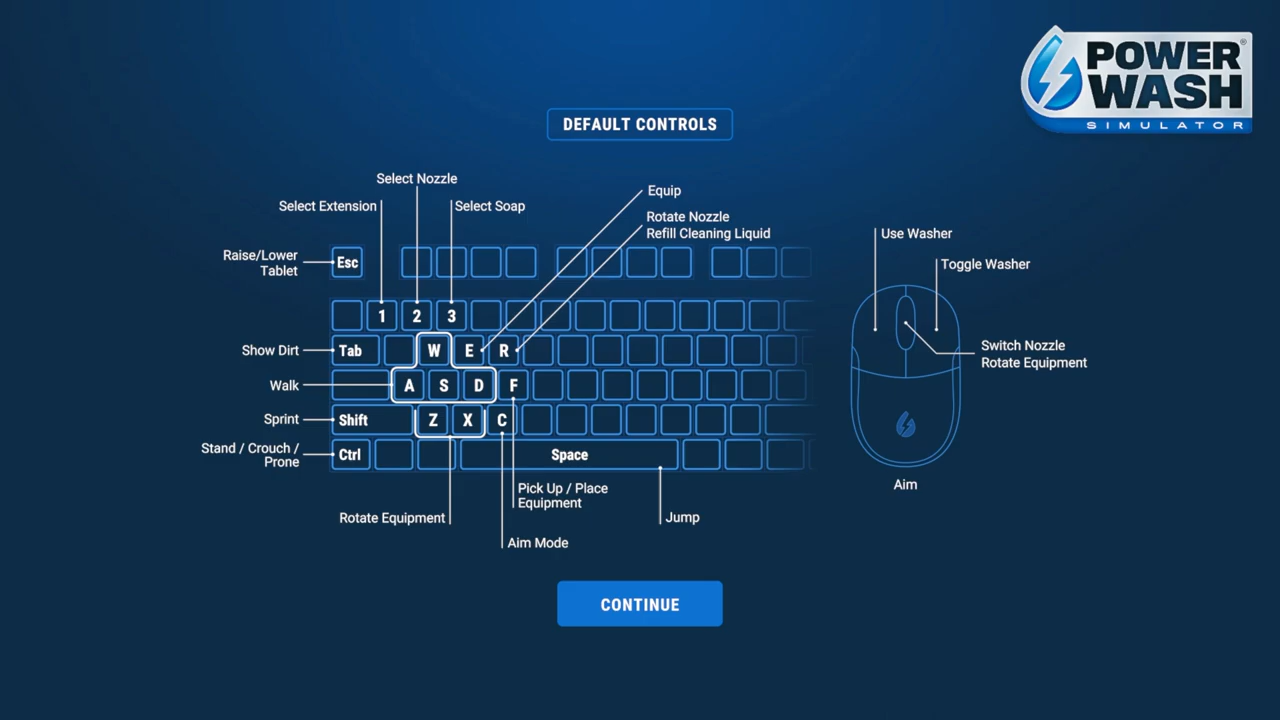 POWER
WASH
SIMULATOR
DEFAULT CONTROLS
Select Nozzle
Select Extension
Select Soap
Equip
Rotate Nozzle
Refill Cleaning Liquid
Raise/Lower
Tablet
Esc
1 2 3
Show Dirt
Tab W E R
Walk
A S D F
Sprint
Shift Z X C
Stand / Crouch /
Prone
Ctrl Space
Rotate Equipment
Pick Up / Place
Equipment
Aim Mode
Jump
Use Washer
Toggle Washer
Switch Nozzle
Rotate Equipment
Aim
CONTINUE